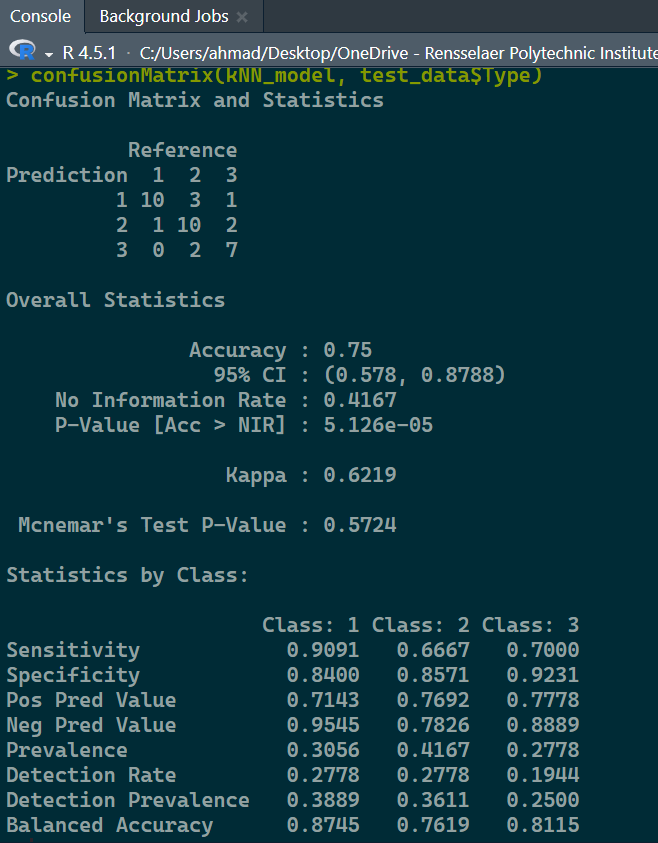 Console Background Jobs ×
R R 4.5.1 · C:/Users/ahmad/Desktop/OneDrive - Rensselaer Polytechnic Institute
> confusionMatrix(kNN_model, test_data$Type)
Confusion Matrix and Statistics
Reference
Prediction 1 2 3
1 10 3 1
2 1 10 2
3 0 2 7
Overall Statistics
Accuracy : 0.75
95% CI : (0.578, 0.8788)
No Information Rate : 0.4167
P-Value [Acc > NIR] : 5.126e-05
Kappa : 0.6219
Mcnemar's Test P-Value : 0.5724
Statistics by Class:
Class: 1 Class: 2 Class: 3
Sensitivity 0.9091 0.6667 0.7000
Specificity 0.8400 0.8571 0.9231
Pos Pred Value 0.7143 0.7692 0.7778
Neg Pred Value 0.9545 0.7826 0.8889
Prevalence 0.3056 0.4167 0.2778
Detection Rate 0.2778 0.2778 0.1944
Detection Prevalence 0.3889 0.3611 0.2500
Balanced Accuracy 0.8745 0.7619 0.8115